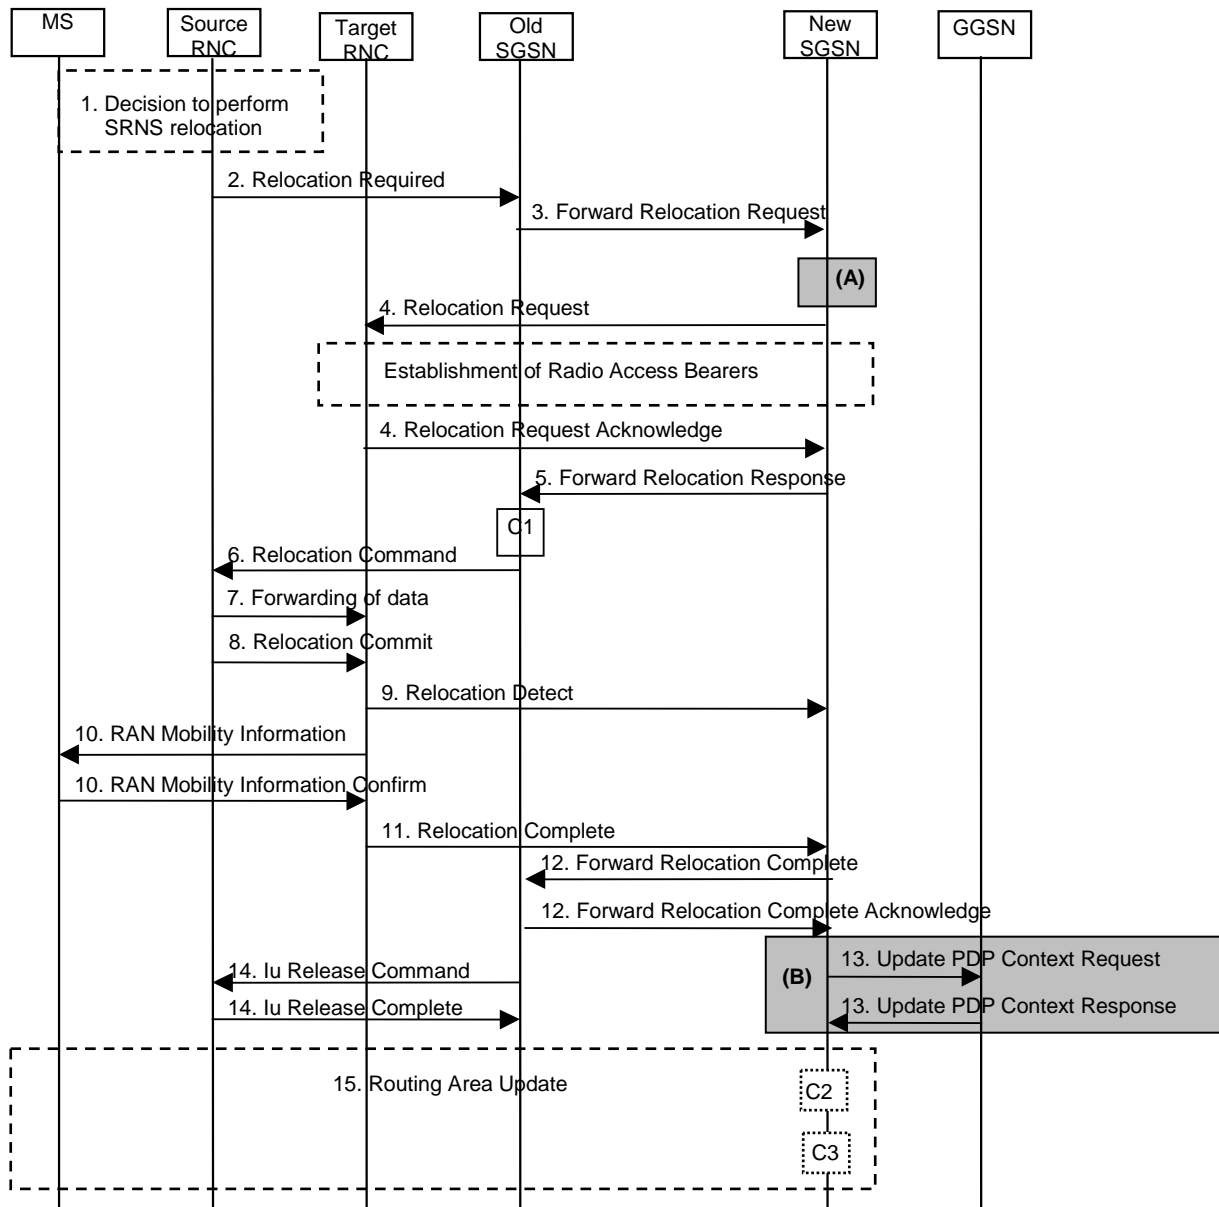 MS
Source
RNC
Target
RNC
Old
SGSN
New
SGSN
GGSN
1. Decision to perform
SRNS relocation
2. Relocation Required
3. Forward Relocation Request
(A)
4. Relocation Request
Establishment of Radio Access Bearers
4. Relocation Request Acknowledge
5. Forward Relocation Response
C1
6. Relocation Command
7. Forwarding of data
8. Relocation Commit
9. Relocation Detect
10. RAN Mobility Information
10. RAN Mobility Information Confirm
11. Relocation Complete
12. Forward Relocation Complete
12. Forward Relocation Complete Acknowledge
13. Update PDP Context Request
(B)
14. Iu Release Command
13. Update PDP Context Response
14. Iu Release Complete
15. Routing Area Update
C2
C3